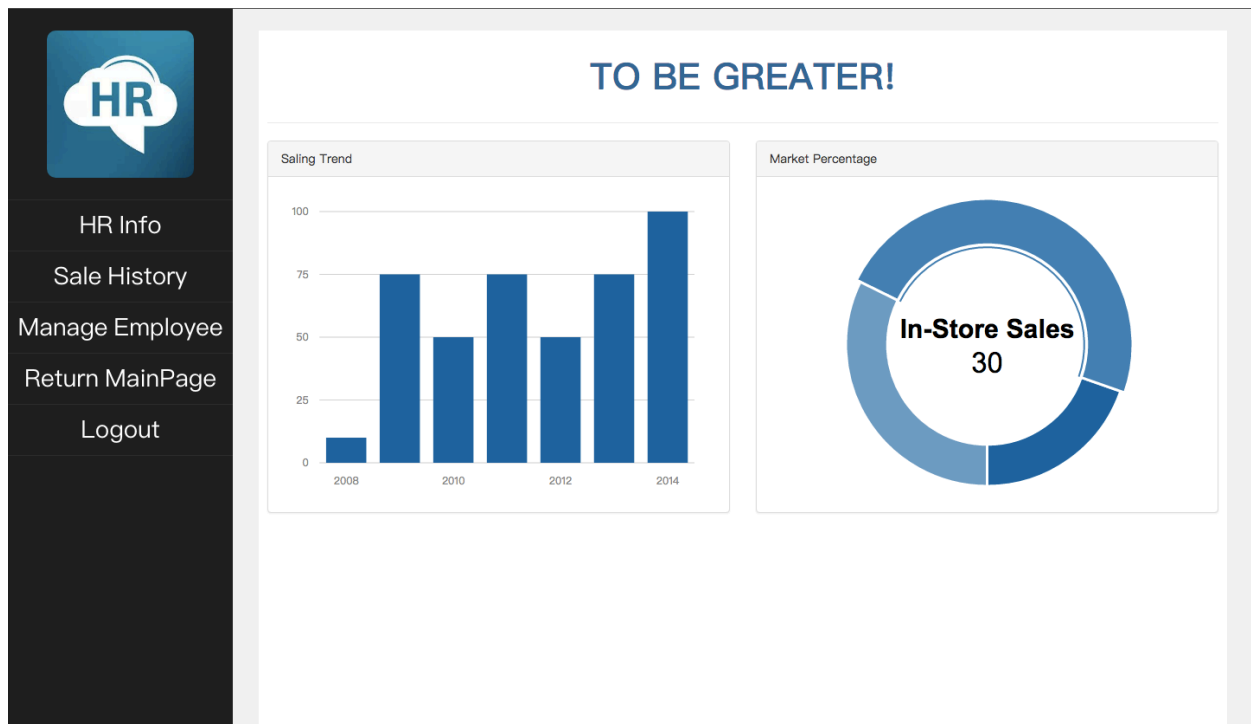 HR
HR Info
Sale History
Manage Employee
Return MainPage
Logout
TO BE GREATER!
Saling Trend
100
75
50
25
0
2008
2010
2012
2014
Market Percentage
In-Store Sales
30